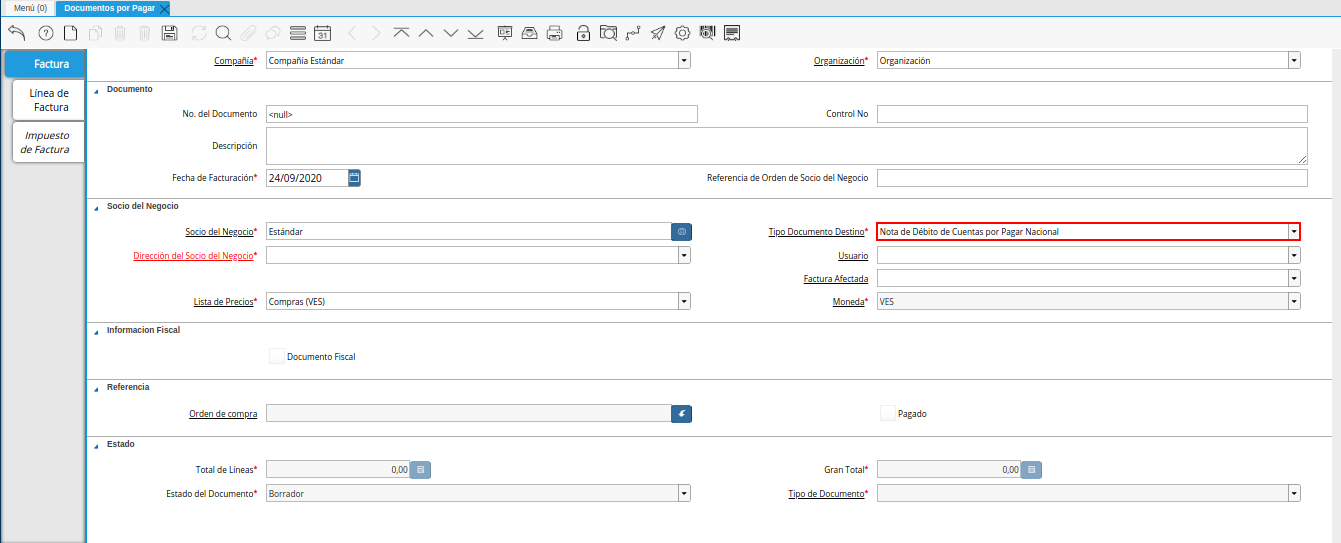 Menú (0)
Documentos por Pagar
31
Factura
Línea de
Factura
Impuesto
de Factura
Compañía* Compañía Estándar
Organización* Organización
Documento
No. del Documento <null>
Control No
Descripción
Fecha de Facturación* 24/09/2020
Referencia de Orden de Socio del Negocio
Socio del Negocio
Socio del Negocio* Estándar
Tipo Documento Destino* Nota de Débito de Cuentas por Pagar Nacional
Dirección del Socio del Negocio*
Usuario
Factura Afectada
Lista de Precios* Compras (VES)
Moneda* VES
Informacion Fiscal
Documento Fiscal
Referencia
Orden de compra
Pagado
Estado
Total de Líneas* 0,00
Gran Total* 0,00
Estado del Documento* Borrador
Tipo de Documento*